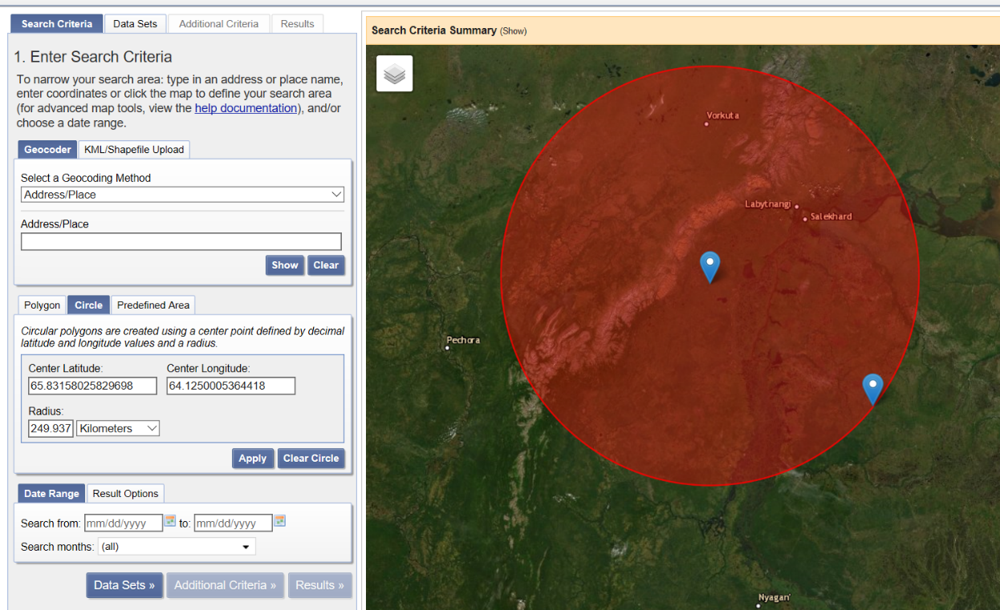 Search Criteria
Data Sets
Additional Criteria
Results
1. Enter Search Criteria
To narrow your search area: type in an address or place name,
enter coordinates or click the map to define your search area
(for advanced map tools, view the help documentation), and/or
choose a date range.
Geocoder
KML/Shapefile Upload
Select a Geocoding Method
Address/Place
Address/Place
Show
Clear
Polygon
Circle
Predefined Area
Circular polygons are created using a center point defined by decimal
latitude and longitude values and a radius.
Center Latitude:
Center Longitude:
65.83158025829698
64.1250005364418
Radius:
249.937
Kilometers
Apply
Clear Circle
Date Range
Result Options
Search from: mm/dd/yyyy to: mm/dd/yyyy
Search months: (all)
Data Sets »
Additional Criteria »
Results »
Search Criteria Summary (Show)
Vorkuta
Labytnangi
Salekhard
Pechora
Nyagan'